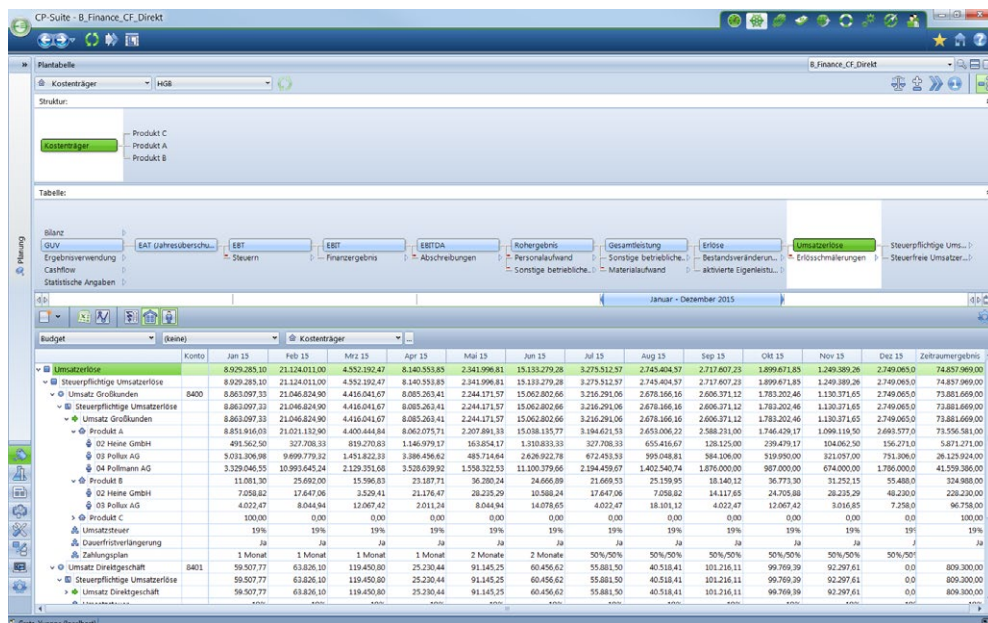 CP-Suite - B_Finance_CF_Direkt
Plantabelle B_Finance_CF_Direkt
Kostenträger HGB
Struktur:
Produkt C
Kostenträger Produkt A
Produkt B
Tabelle:
Planung
Bilanz
GUV EAT (Jahresüberschu... EBT EBIT EBITDA Rohergebnis Gesamtleistung Erlöse Umsatzerlöse Steuerpflichtige Ums...
Ergebnisverwendung Steuern Finanzergebnis Abschreibungen Personalaufwand Sonstige betriebliche.. Bestandsveränderun... Erlösschmälerungen Steuerfreie Umsatzer...
Cashflow Sonstige betriebliche.. Materialaufwand aktivierte Eigenleistu...
Statistische Angaben
Januar - Dezember 2015
Budget (keine) Kostenträger ...
Konto Jan 15 Feb 15 Mrz 15 Apr 15 Mai 15 Jun 15 Jul 15 Aug 15 Sep 15 Okt 15 Nov 15 Dez 15 Zeitraumergebnis
Umsatzerlöse 8.929.285,10 21.124.011,00 4.552.192,47 8.140.553,85 2.341.996,81 15.133.279,28 3.275.512,57 2.745.404,57 2.717.607,23 1.899.671,85 1.249.389,26 2.749.065,0 74.857.969,00
Steuerpflichtige Umsatzerlöse 8.929.285,10 21.124.011,00 4.552.192,47 8.140.553,85 2.341.996,81 15.133.279,28 3.275.512,57 2.745.404,57 2.717.607,23 1.899.671,85 1.249.389,26 2.749.065,0 74.857.969,00
Umsatz Großkunden 8400 8.863.097,33 21.046.824,90 4.416.041,67 8.085.263,41 2.244.171,57 15.062.802,66 3.216.291,06 2.678.166,16 2.606.371,12 1.783.202,46 1.130.371,65 2.749.065,0 73.881.669,00
Steuerpflichtige Umsatzerlöse 8.863.097,33 21.046.824,90 4.416.041,67 8.085.263,41 2.244.171,57 15.062.802,66 3.216.291,06 2.678.166,16 2.606.371,12 1.783.202,46 1.130.371,65 2.749.065,0 73.881.669,00
Umsatz Großkunden 8.863.097,33 21.046.824,90 4.416.041,67 8.085.263,41 2.244.171,57 15.062.802,66 3.216.291,06 2.678.166,16 2.606.371,12 1.783.202,46 1.130.371,65 2.749.065,0 73.881.669,00
Produkt A 8.851.916,03 21.021.132,90 4.400.444,84 8.062.075,71 2.207.891,33 15.038.135,77 3.194.621,53 2.653.006,22 2.588.231,00 1.746.429,17 1.099.119,50 2.693.577,0 73.556.581,00
02 Heine GmbH 491.562,50 327.708,33 819.270,83 1.146.979,17 163.854,17 1.310.833,33 327.708,33 655.416,67 128.125,00 239.479,17 104.062,50 156.271,0 5.871.271,00
03 Pollux AG 5.031.306,98 9.699.779,32 1.451.822,33 3.386.456,62 485.714,64 2.626.922,78 672.453,53 595.048,81 584.106,00 519.950,00 321.057,00 751.306,0 26.125.924,00
04 Pollmann AG 3.329.046,55 10.993.645,24 2.129.351,68 3.528.639,92 1.558.322,53 11.100.379,66 2.194.459,67 1.402.540,74 1.876.000,00 987.000,00 674.000,00 1.786.000,0 41.559.386,00
Produkt B 11.081,30 25.692,00 15.596,83 23.187,71 36.280,24 24.666,89 21.669,53 25.159,95 18.140,12 36.773,30 31.252,15 55.488,0 324.988,00
02 Heine GmbH 7.058,82 17.647,06 3.529,41 21.176,47 28.235,29 10.588,24 17.647,06 7.058,82 14.117,65 24.705,88 28.235,29 48.230,0 228.230,00
03 Pollux AG 4.022,47 8.044,94 12.067,42 2.011,24 8.044,94 14.078,65 4.022,47 18.101,12 4.022,47 12.067,42 3.016,85 7.258,0 96.758,00
Produkt C 100,00 0,00 0,00 0,00 0,00 0,00 0,00 0,00 0,00 0,00 0,00 0,0 100,00
Umsatzsteuer 19% 19% 19% 19% 19% 19% 19% 19% 19% 19% 19% 19% 19%
Dauerfristverlängerung Ja Ja Ja Ja Ja Ja Ja Ja Ja Ja Ja J Ja
Zahlungsplan 1 Monat 1 Monat 1 Monat 1 Monat 2 Monate 2 Monate 50%/50% 50%/50% 50%/50% 50%/50% 50%/50% 50%/50%
Umsatz Direktgeschäft 8401 59.507,77 63.826,10 119.450,80 25.230,44 91.145,25 60.456,62 55.881,50 40.518,41 101.216,11 99.769,39 92.297,61 0,0 809.300,00
Steuerpflichtige Umsatzerlöse 59.507,77 63.826,10 119.450,80 25.230,44 91.145,25 60.456,62 55.881,50 40.518,41 101.216,11 99.769,39 92.297,61 0,0 809.300,00
Umsatz Direktgeschäft 59.507,77 63.826,10 119.450,80 25.230,44 91.145,25 60.456,62 55.881,50 40.518,41 101.216,11 99.769,39 92.297,61 0,0 809.300,00